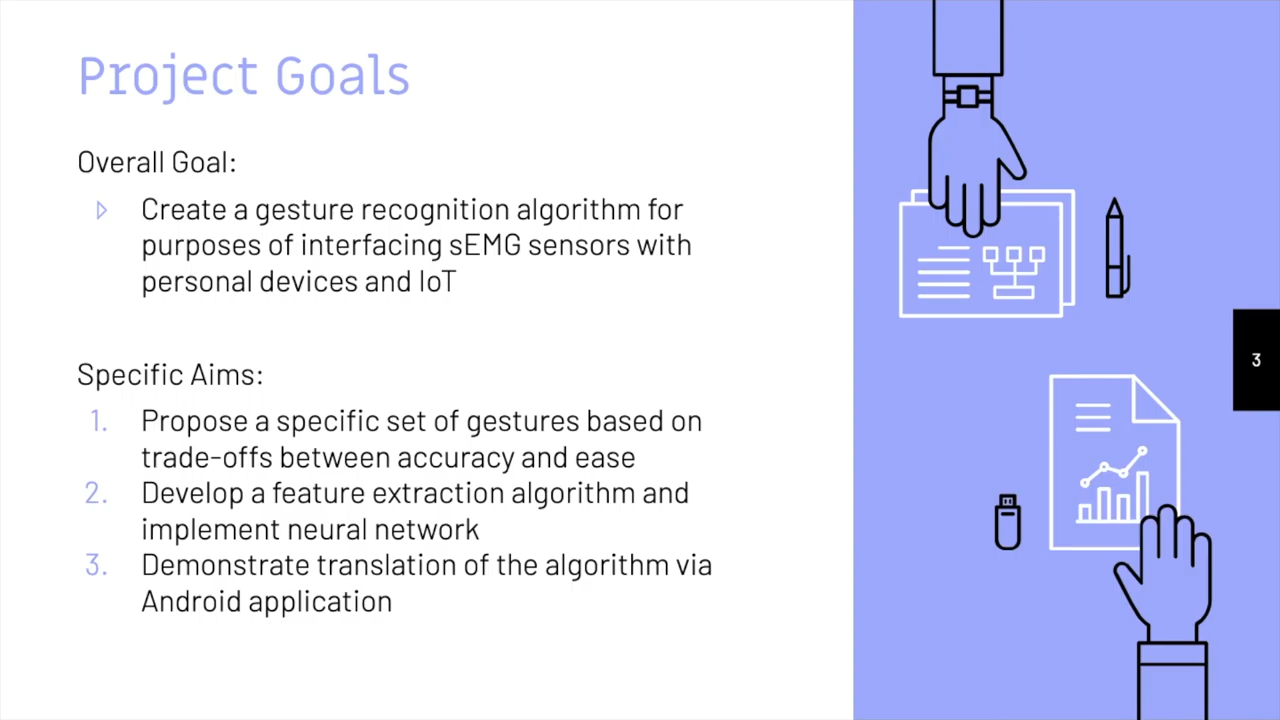 Project Goals
Overall Goal:
Create a gesture recognition algorithm for
purposes of interfacing sEMG sensors with
personal devices and IoT
Specific Aims:
1. Propose a specific set of gestures based on
trade-offs between accuracy and ease
2. Develop a feature extraction algorithm and
implement neural network
3. Demonstrate translation of the algorithm via
Android application
3